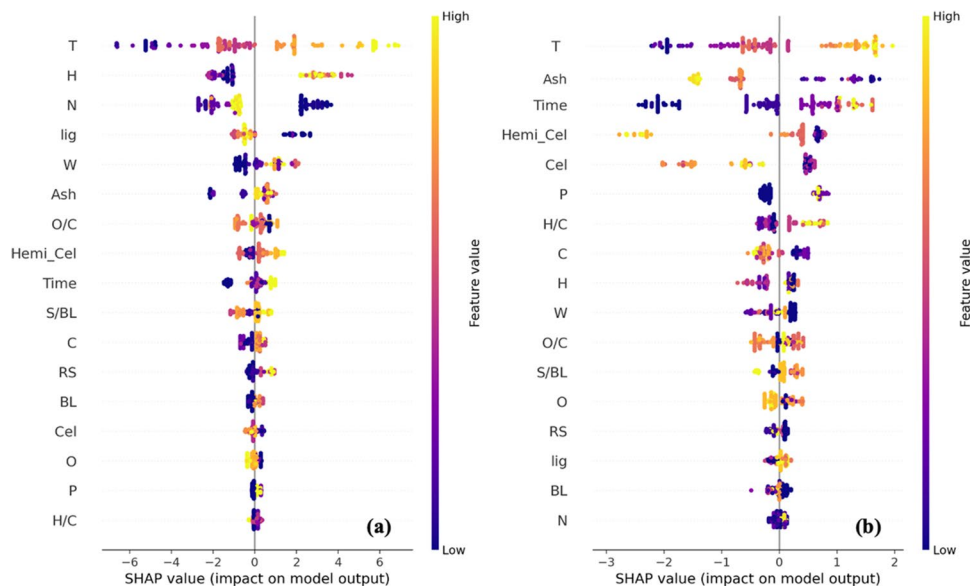 High
T
H
N
lig
W
Ash
O/C
Hemi_Cel
Time
S/BL
C
RS
BL
Cel
O
P
H/C
Feature value
Low
(a)
−6 −4 −2 0 2 4 6
SHAP value (impact on model output)
High
T
Ash
Time
Hemi_Cel
Cel
P
H/C
C
H
W
O/C
S/BL
O
RS
lig
BL
N
Feature value
Low
(b)
−3 −2 −1 0 1 2
SHAP value (impact on model output)